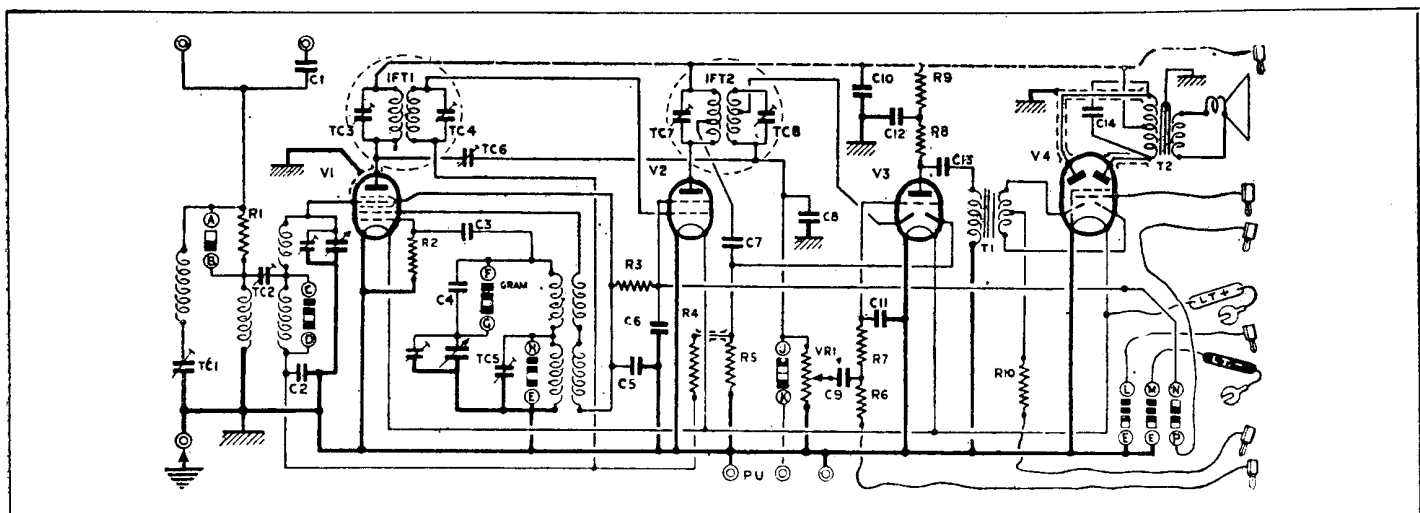 C1
IFT1
TC3
TC4
TC6
V1
A
B
R1
TC2
C
D
TC1
C2
R2
C3
C4
F
G
GRAM
TC5
H
E
R3
C6
C5
IFT2
TC7
TC8
V2
C7
C8
R4
R5
J
K
VR1
C9
PU
C10
R9
C12
R8
C13
V3
C11
R7
R6
T1
R10
C14
V4
T2
LT+
L
M
N
E
E
P